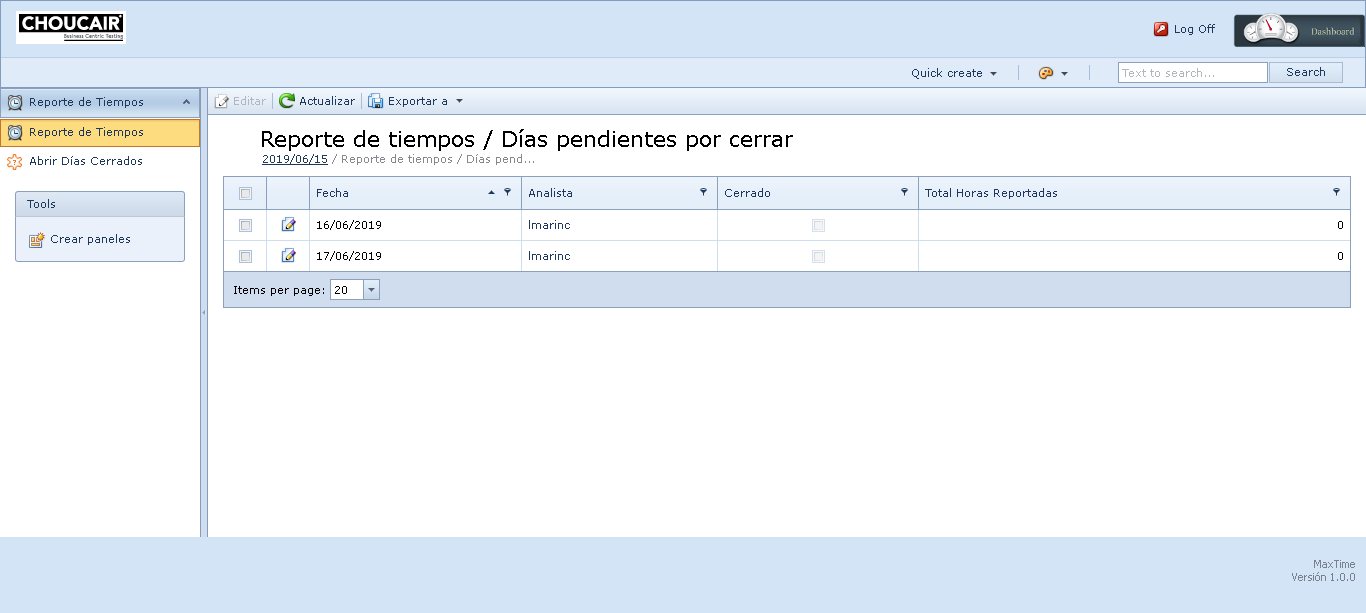 CHOUCAIR
Business Centric Testing
Log Off
Dashboard
Quick create
Text to search...
Search
Reporte de Tiempos
Reporte de Tiempos
Abrir Días Cerrados
Tools
Crear paneles
Editar
Actualizar
Exportar a
Reporte de tiempos / Días pendientes por cerrar
2019/06/15 / Reporte de tiempos / Días pend...
Fecha Analista Cerrado Total Horas Reportadas
16/06/2019 lmarinc 0
17/06/2019 lmarinc 0
Items per page: 20
MaxTime
Versión 1.0.0